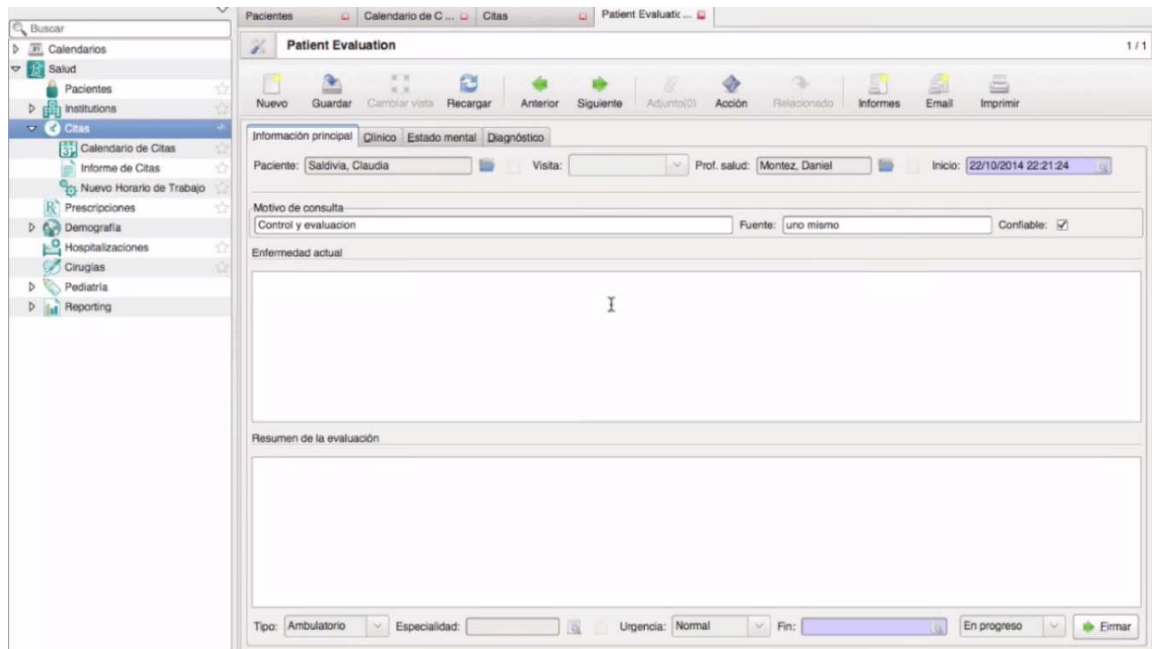 Pacientes Calendario de C ... Citas Patient Evaluatic ...
Buscar
Patient Evaluation 1 / 1
Calendarios
Salud
Pacientes
Institutions
Citas
Calendario de Citas
Informe de Citas
Nuevo Horario de Trabajo
Prescripciones
Demografía
Hospitalizaciones
Cirugías
Pediatría
Reporting
Nuevo Guardar Cambiar vista Recargar Anterior Siguiente Adjunto(0) Acción Relacionado Informes Email Imprimir
Información principal Clínico Estado mental Diagnóstico
Paciente: Saldivia, Claudia Visita: Prof. salud: Montez, Daniel Inicio: 22/10/2014 22:21:24
Motivo de consulta
Control y evaluacion Fuente: uno mismo Confiable:
Enfermedad actual
Resumen de la evaluación
Tipo: Ambulatorio Especialidad: Urgencia: Normal Fin: En progreso Firmar